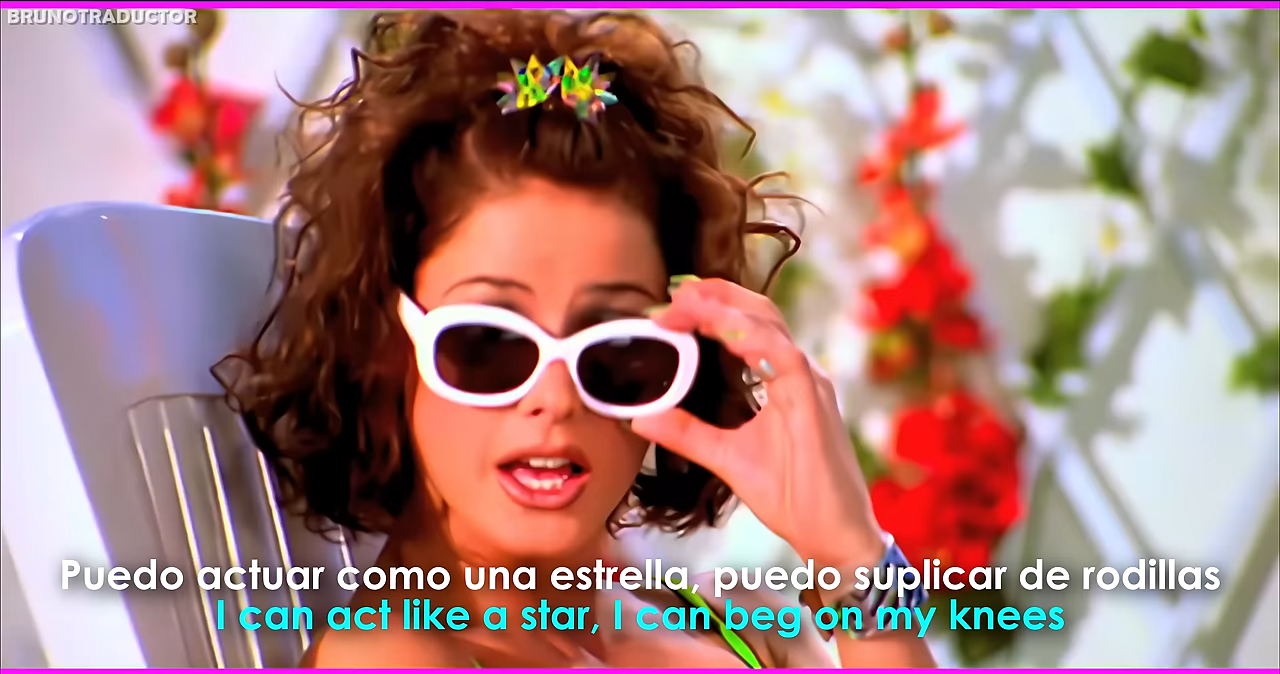 BRUNOTRADUCTOR
Puedo actuar como una estrella, puedo suplicar de rodillas
I can act like a star, I can beg on my knees